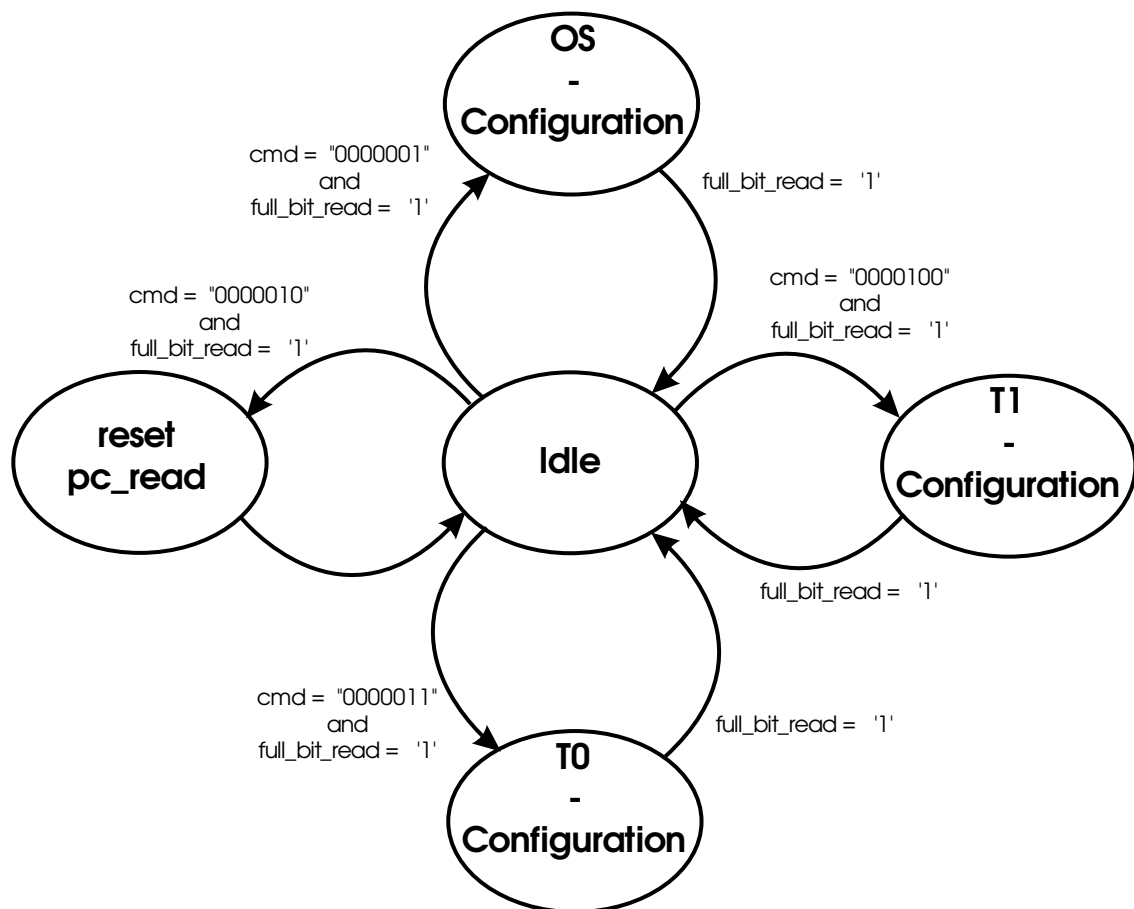 OS
-
Configuration
cmd = "0000001"
and
full_bit_read = '1'
full_bit_read = '1'
cmd = "0000100"
and
full_bit_read = '1'
cmd = "0000010"
and
full_bit_read = '1'
reset
pc_read
Idle
T1
-
Configuration
full_bit_read = '1'
cmd = "0000011"
and
full_bit_read = '1'
full_bit_read = '1'
T0
-
Configuration